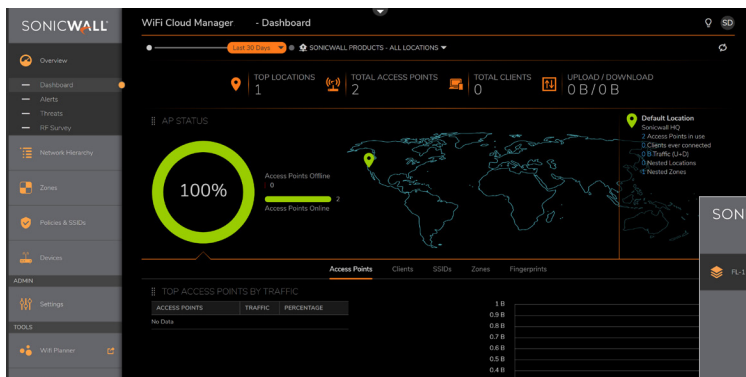 SONICWALL
WiFi Cloud Manager - Dashboard
SD
Last 30 Days
SONICWALL PRODUCTS - ALL LOCATIONS
Overview
Dashboard
Alerts
Threats
RF Survey
Network Hierarchy
Zones
Policies & SSIDs
Devices
ADMIN
Settings
TOOLS
Wifi Planner
TOP LOCATIONS
1
TOTAL ACCESS POINTS
2
TOTAL CLIENTS
0
UPLOAD / DOWNLOAD
0 B / 0 B
AP STATUS
100%
Access Points Offline
0
2
Access Points Online
Default Location
Sonicwall HQ
2 Access Points in use
0 Clients ever connected
0 B Traffic (U+D)
0 Nested Locations
1 Nested Zones
Access Points Clients SSIDs Zones Fingerprints
TOP ACCESS POINTS BY TRAFFIC
ACCESS POINTS TRAFFIC PERCENTAGE
No Data
1 B
0.9 B
0.8 B
0.7 B
0.6 B
0.5 B
0.4 B
SON
FL-1